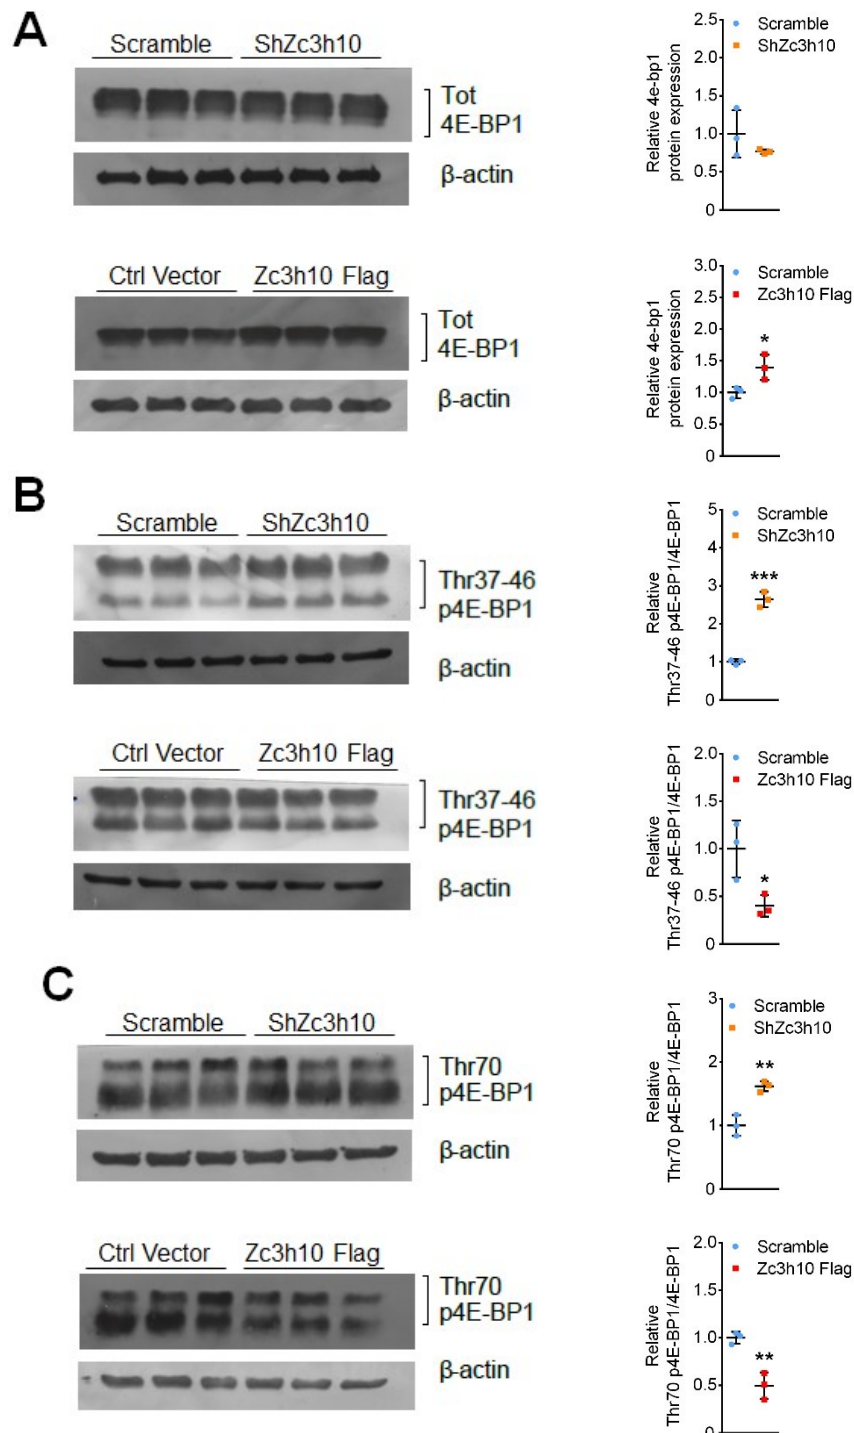 A
Scramble ShZc3h10
Tot
4E-BP1
β-actin
Relative 4e-bp1
protein expression
2.5
2.0
1.5
1.0
0.5
0
Scramble
ShZc3h10
Ctrl Vector Zc3h10 Flag
Tot
4E-BP1
β-actin
Relative 4e-bp1
protein expression
3.0
2.5
2.0
1.5
1.0
0.5
0
Scramble
Zc3h10 Flag
*
B
Scramble ShZc3h10
Thr37-46
p4E-BP1
β-actin
Relative
Thr37-46 p4E-BP1/4E-BP1
5
4
3
2
1
0
Scramble
ShZc3h10
***
Ctrl Vector Zc3h10 Flag
Thr37-46
p4E-BP1
β-actin
Relative
Thr37-46 p4E-BP1/4E-BP1
2.0
1.5
1.0
0.5
0
Scramble
Zc3h10 Flag
*
C
Scramble ShZc3h10
Thr70
p4E-BP1
β-actin
Relative
Thr70 p4E-BP1/4E-BP1
3
2
1
0
Scramble
ShZc3h10
**
Ctrl Vector Zc3h10 Flag
Thr70
p4E-BP1
β-actin
Relative
Thr70 p4E-BP1/4E-BP1
2.0
1.5
1.0
0.5
Scramble
Zc3h10 Flag
**